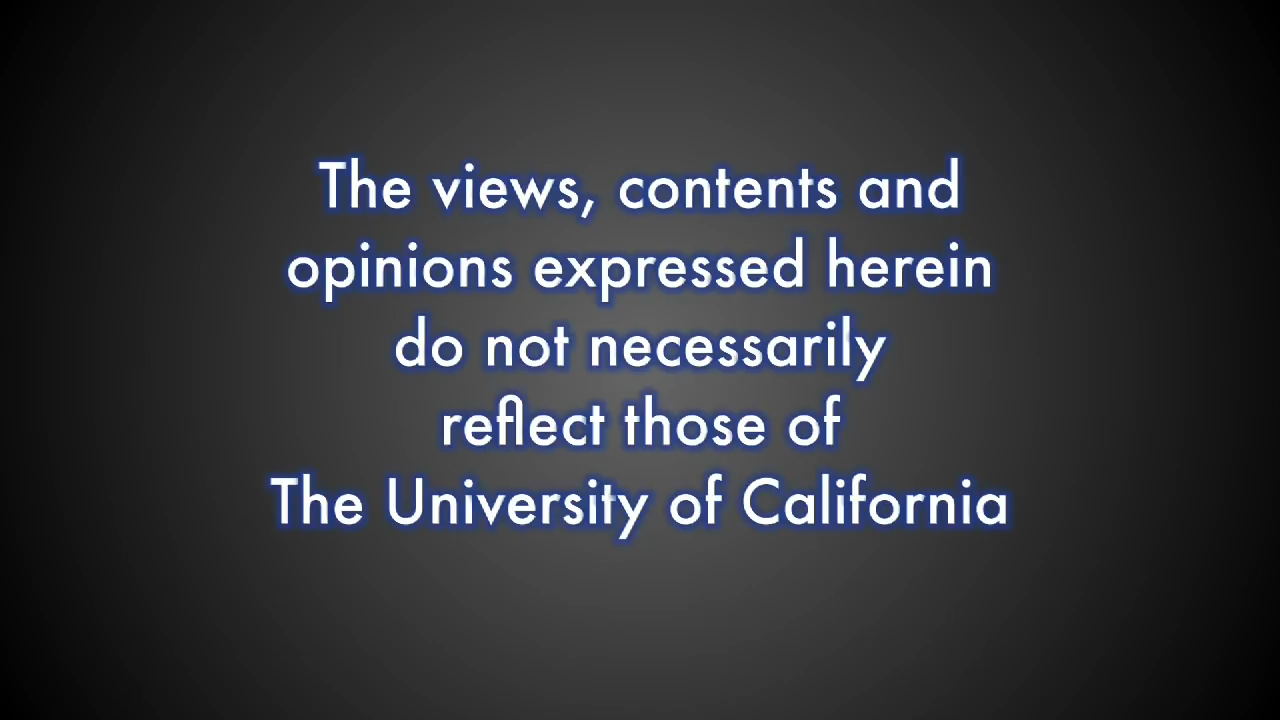 The views, contents and
opinions expressed herein
do not necessarily
reflect those of
The University of California